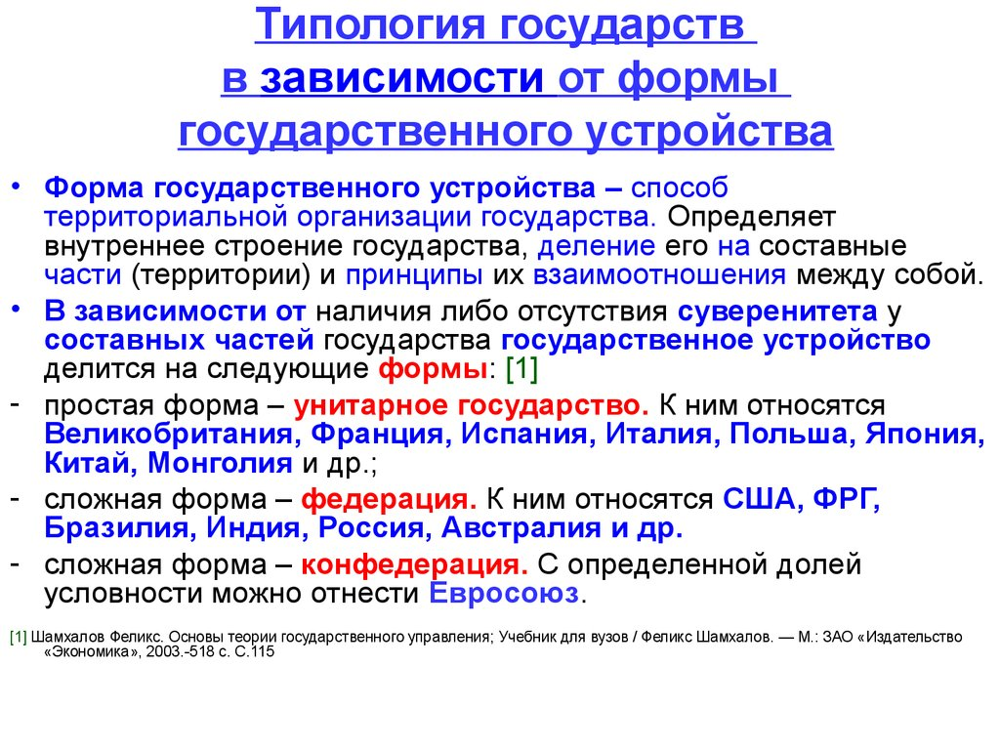 Типология государств
в зависимости от формы
государственного устройства
• Форма государственного устройства – способ
территориальной организации государства. Определяет
внутреннее строение государства, деление его на составные
части (территории) и принципы их взаимоотношения между собой.
• В зависимости от наличия либо отсутствия суверенитета у
составных частей государства государственное устройство
делится на следующие формы: [1]
- простая форма – унитарное государство. К ним относятся
Великобритания, Франция, Испания, Италия, Польша, Япония,
Китай, Монголия и др.;
- сложная форма – федерация. К ним относятся США, ФРГ,
Бразилия, Индия, Россия, Австралия и др.
- сложная форма – конфедерация. С определенной долей
условности можно отнести Евросоюз.
[1] Шамхалов Феликс. Основы теории государственного управления; Учебник для вузов / Феликс Шамхалов. — М.: ЗАО «Издательство
«Экономика», 2003.-518 с. С.115